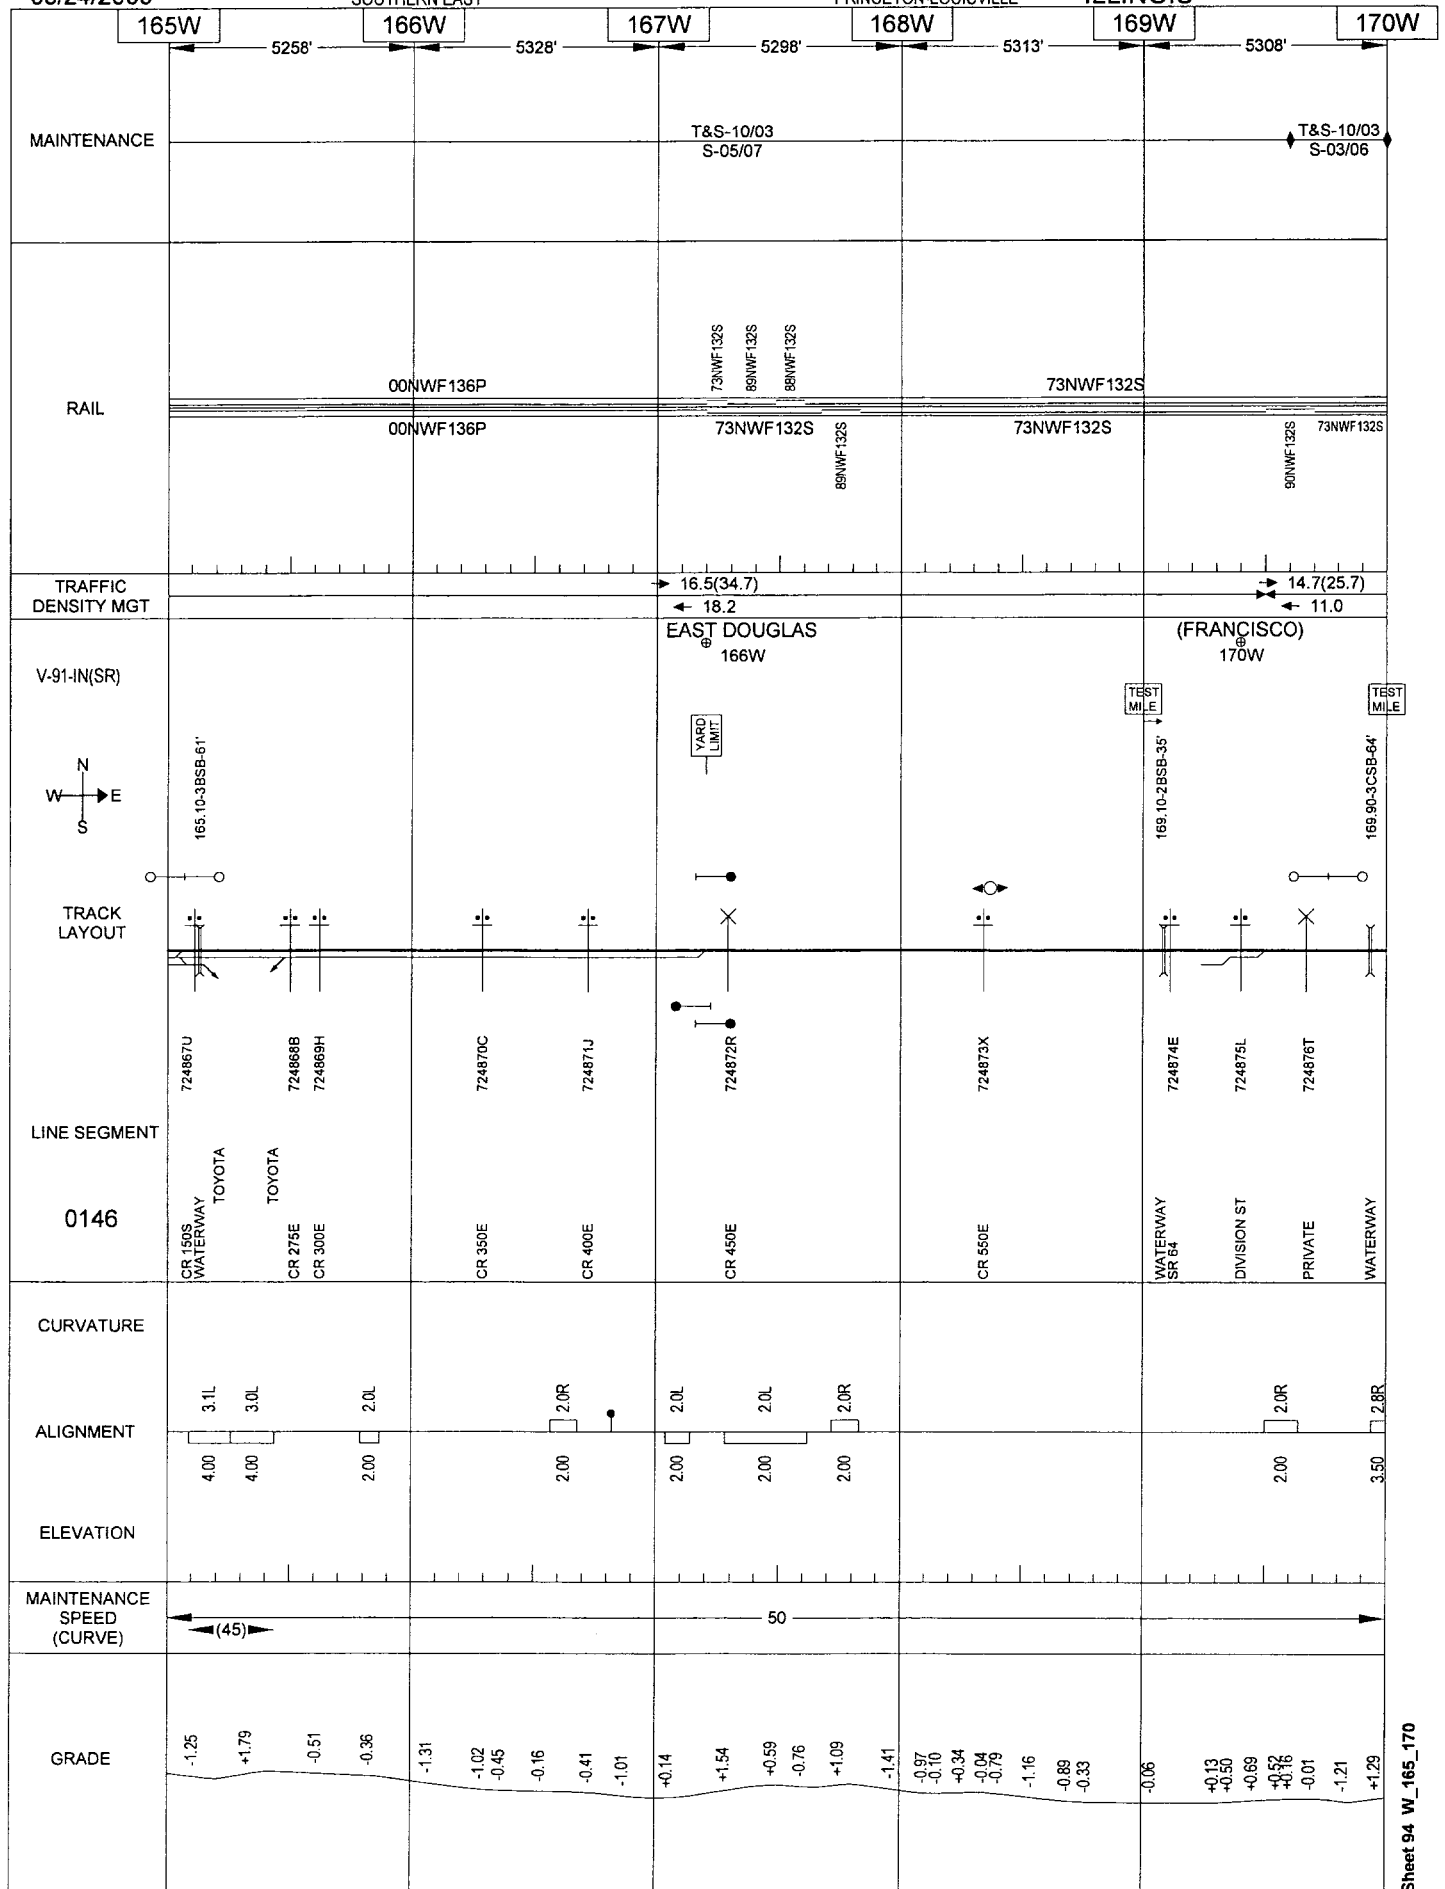 165W 166W 167W 168W 169W 170W
5258' 5328' 5298' 5313' 5308'
MAINTENANCE
T&S-10/03
S-05/07
T&S-10/03
S-03/06
RAIL
73NWF132S
89NWF132S
88NWF132S
00NWF136P
73NWF132S
00NWF136P
73NWF132S
89NWF132S
73NWF132S
90NWF132S
73NWF132S
TRAFFIC
DENSITY MGT
16.5(34.7)
18.2
14.7(25.7)
11.0
EAST DOUGLAS
166W
(FRANCISCO)
170W
V-91-IN(SR)
N
W E
S
165.10-3BSB-61'
YARD
LIMIT
TEST
MILE
169.10-2BSB-35'
TEST
MILE
169.90-3CSB-64'
TRACK
LAYOUT
724867U
724868B
724869H
724870C
724871J
724872R
724873X
724874E
724875L
724876T
LINE SEGMENT
0146
CR 150S
WATERWAY
TOYOTA
TOYOTA
CR 275E
CR 300E
CR 350E
CR 400E
CR 450E
CR 550E
WATERWAY
SR 64
DIVISION ST
PRIVATE
WATERWAY
CURVATURE
3.1L
3.0L
2.0L
2.0R
2.0L
2.0L
2.0R
2.0R
2.8R
ALIGNMENT
4.00
4.00
2.00
2.00
2.00
2.00
2.00
2.00
3.50
ELEVATION
MAINTENANCE
SPEED
(CURVE)
50
(45)
GRADE
-1.25
+1.79
-0.51
-0.36
-1.31
-1.02
-0.45
-0.16
-0.41
-1.01
+0.14
+1.54
+0.59
-0.76
+1.09
-1.41
-0.97
-0.10
+0.34
-0.04
-0.79
-1.16
-0.89
-0.33
-0.06
+0.13
+0.50
+0.69
+0.52
+0.16
-0.01
-1.21
+1.29
Sheet 94 W_165_170